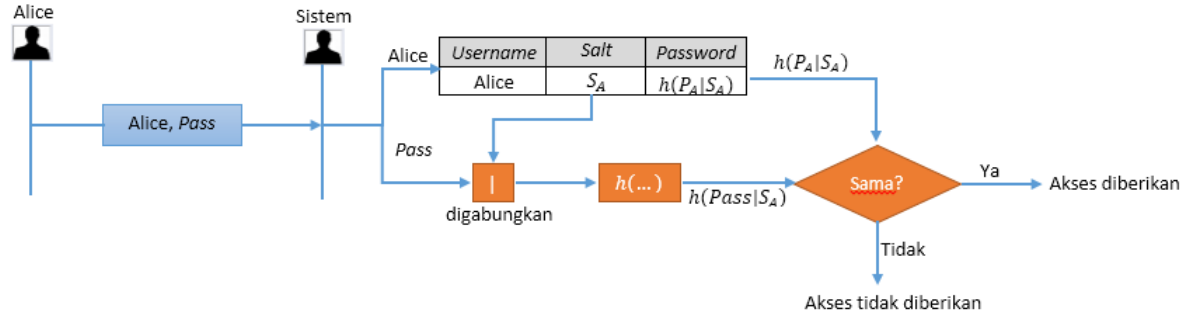 Alice
Sistem
Alice, Pass
Alice
Username Salt Password
Alice S_A h(P_A|S_A)
h(P_A|S_A)
Pass
|
digabungkan
h(...)
h(Pass|S_A)
Sama?
Ya
Akses diberikan
Tidak
Akses tidak diberikan